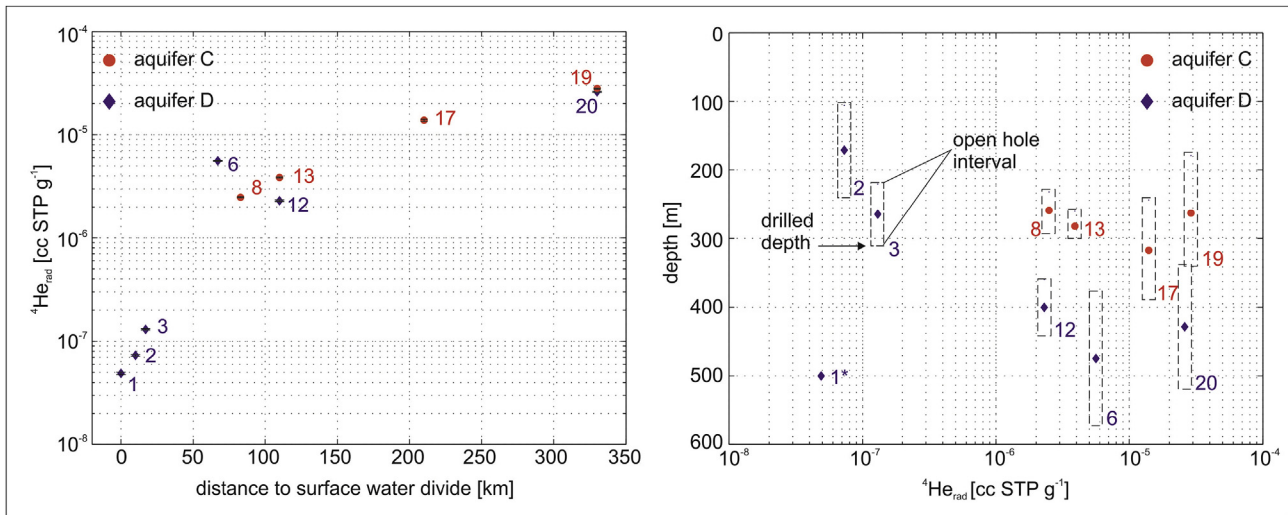 10⁻⁴
aquifer C
aquifer D
19
20
10⁻⁵
17
6
13
8
12
⁴He_rad [cc STP g⁻¹]
10⁻⁶
3
10⁻⁷
2
1
10⁻⁸
0 50 100 150 200 250 300 350
distance to surface water divide [km]
0
aquifer C
aquifer D
100
open hole
interval
200
2
drilled
depth
8
13
300
3
19
17
depth [m]
400
12
500
1*
20
6
600
10⁻⁸ 10⁻⁷ 10⁻⁶ 10⁻⁵ 10⁻⁴
⁴He_rad [cc STP g⁻¹]